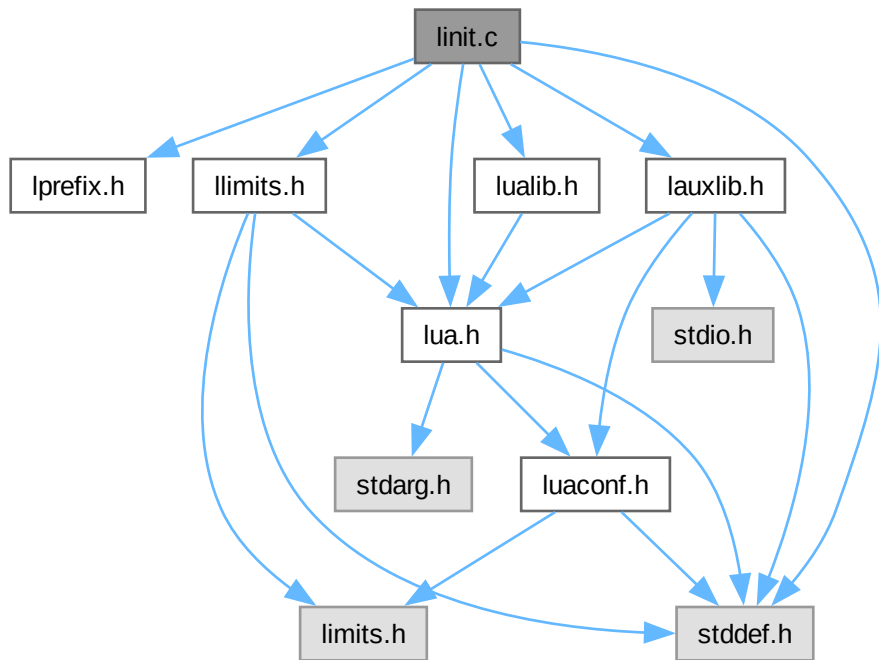 linit.c
lprefix.h
llimits.h
lualib.h
lauxlib.h
lua.h
stdio.h
stdarg.h
luaconf.h
limits.h
stddef.h